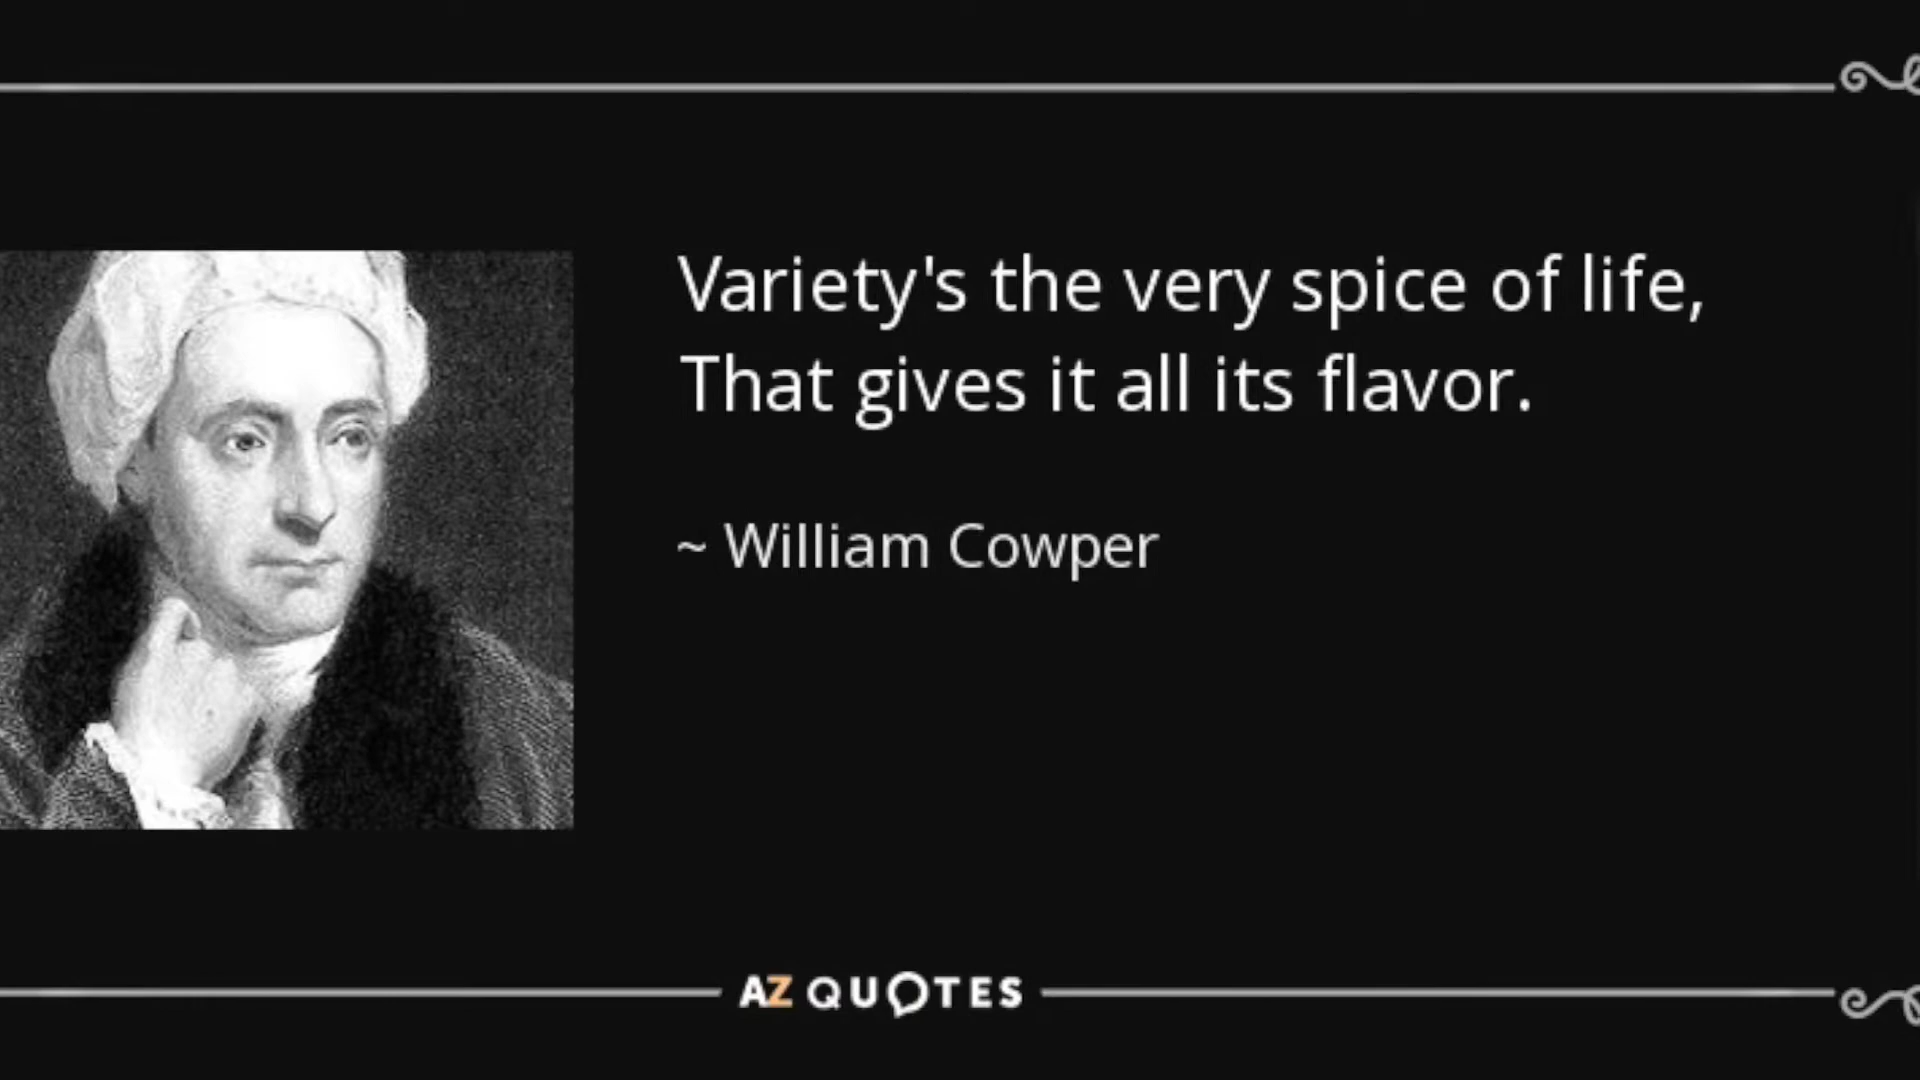 Variety's the very spice of life,
That gives it all its flavor.
~ William Cowper
AZ QUOTES